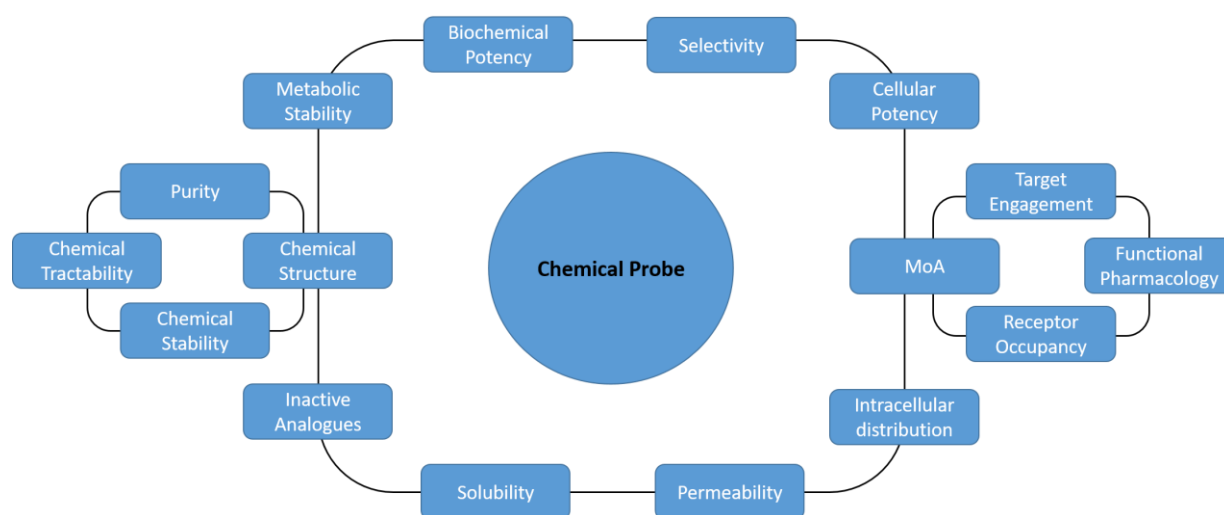 Biochemical
Potency
Selectivity
Metabolic
Stability
Cellular
Potency
Purity
Target
Engagement
Chemical
Tractability
Chemical
Structure
Chemical Probe
MoA
Functional
Pharmacology
Chemical
Stability
Receptor
Occupancy
Inactive
Analogues
Intracellular
distribution
Solubility
Permeability